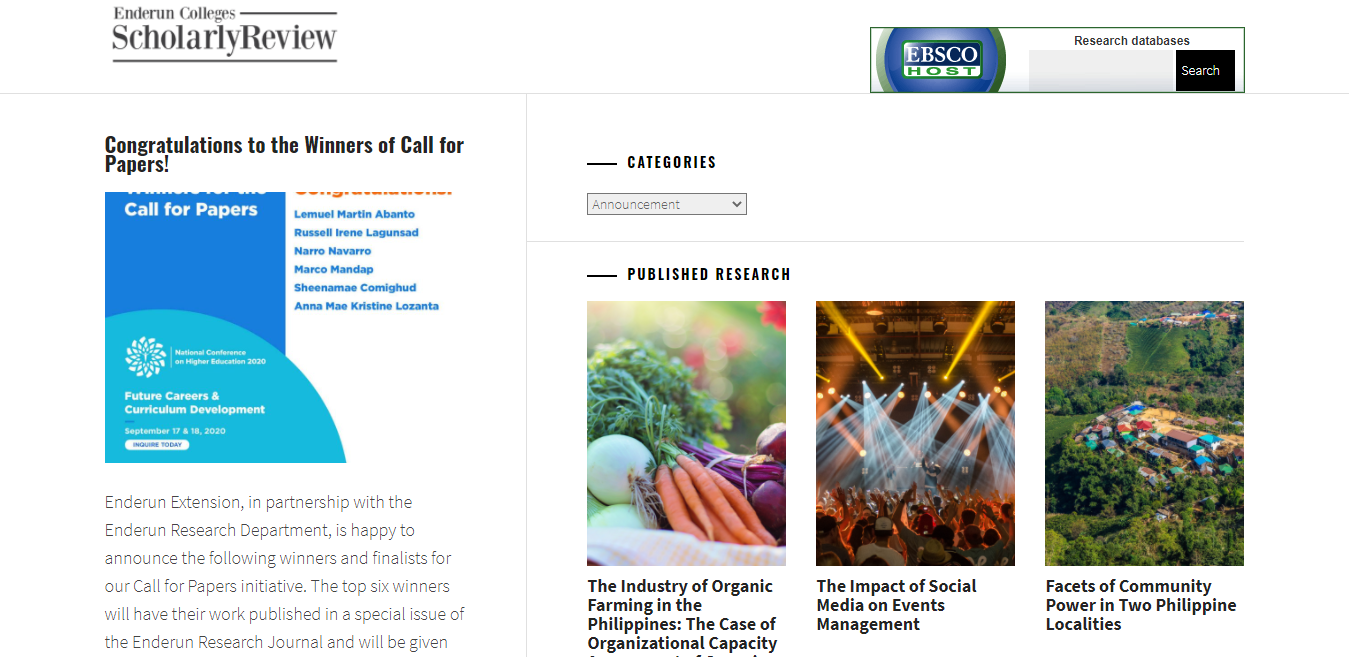 Enderun Colleges
ScholarlyReview
EBSCO
HOST
Research databases
Search
Congratulations to the Winners of Call for
Papers!
Winners for the
Call for Papers
Congratulations!
Lemuel Martin Abanto
Russell Irene Lagunsad
Narro Navarro
Marco Mandap
Sheenamae Comighud
Anna Mae Kristine Lozanta
National Conference
on Higher Education 2020
Future Careers &
Curriculum Development
September 17 & 18, 2020
INQUIRE TODAY
Enderun Extension, in partnership with the
Enderun Research Department, is happy to
announce the following winners and finalists for
our Call for Papers initiative. The top six winners
will have their work published in a special issue of
the Enderun Research Journal and will be given
CATEGORIES
Announcement
PUBLISHED RESEARCH
The Industry of Organic
Farming in the
Philippines: The Case of
Organizational Capacity
The Impact of Social
Media on Events
Management
Facets of Community
Power in Two Philippine
Localities